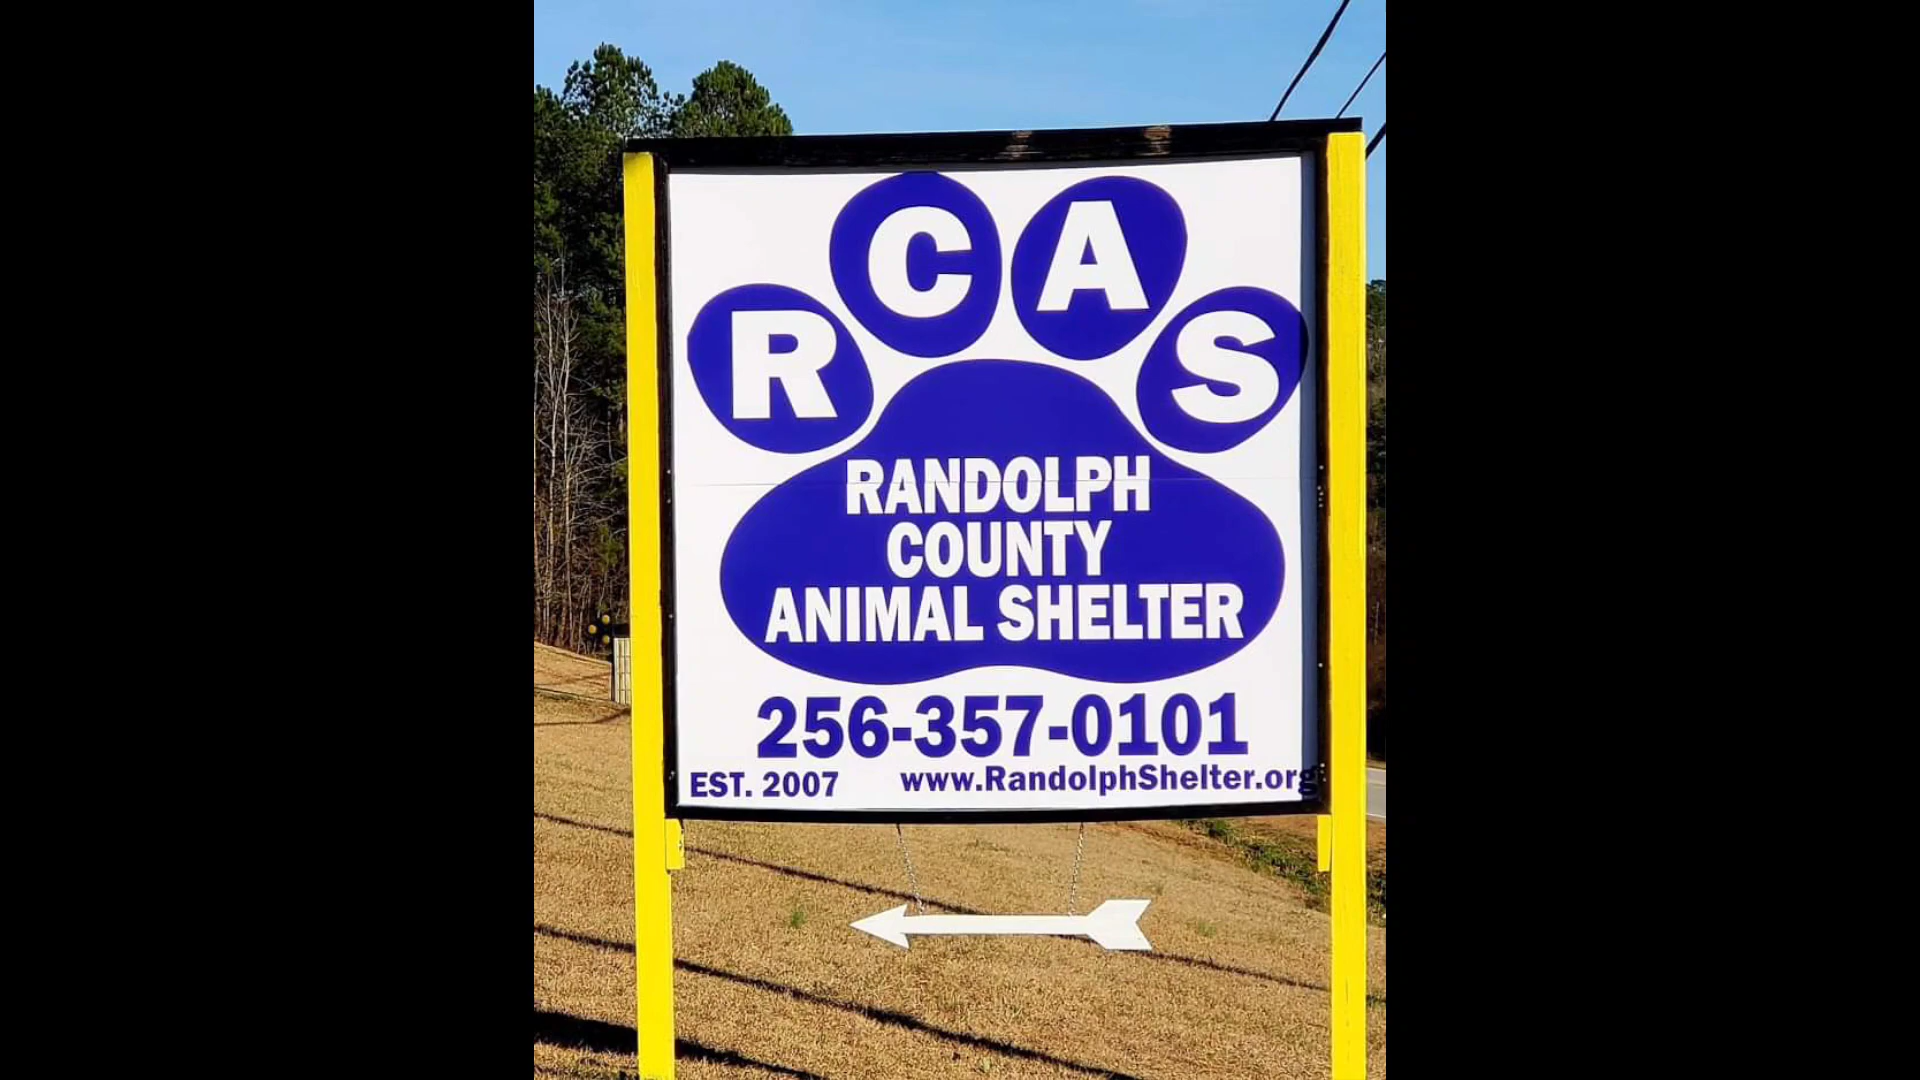 RCAS
RANDOLPH
COUNTY
ANIMAL SHELTER
256-357-0101
EST. 2007 www.RandolphShelter.org